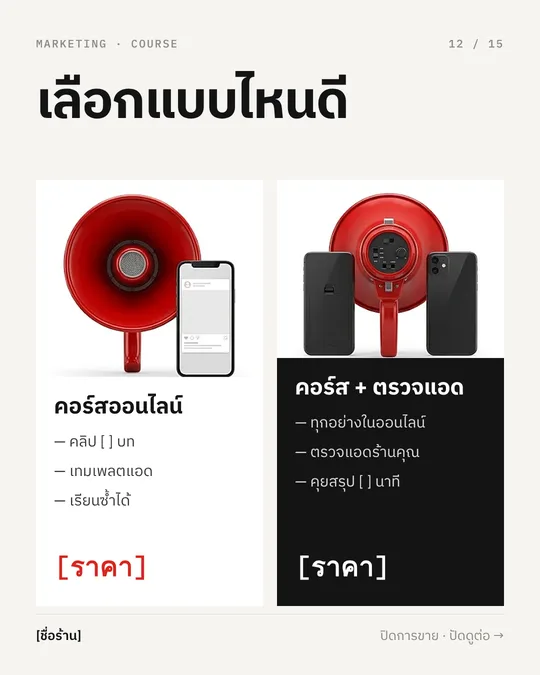 MARKETING · COURSE
12 / 15
เลือกแบบไหนดี
คอร์สออนไลน์
— คลิป [ ] บท
— เทมเพลตแอด
— เรียนซ้ำได้
[ราคา]
คอร์ส + ตรวจแอด
— ทุกอย่างในออนไลน์
— ตรวจแอดร้านคุณ
— คุยสรุป [ ] นาที
[ราคา]
[ชื่อร้าน]
ปิดการขาย · ปัดดูต่อ →